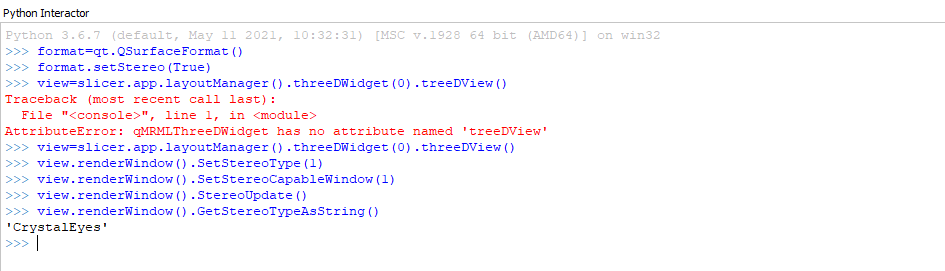 Python Interactor
Python 3.6.7 (default, May 11 2021, 10:32:31) [MSC v.1928 64 bit (AMD64)] on win32
>>> format=qt.QSurfaceFormat()
>>> format.setStereo(True)
>>> view=slicer.app.layoutManager().threeDWidget(0).treeDView()
Traceback (most recent call last):
  File "<console>", line 1, in <module>
AttributeError: qMRMLThreeDWidget has no attribute named 'treeDView'
>>> view=slicer.app.layoutManager().threeDWidget(0).threeDView()
>>> view.renderWindow().SetStereoType(1)
>>> view.renderWindow().SetStereoCapableWindow(1)
>>> view.renderWindow().StereoUpdate()
>>> view.renderWindow().GetStereoTypeAsString()
'CrystalEyes'
>>>